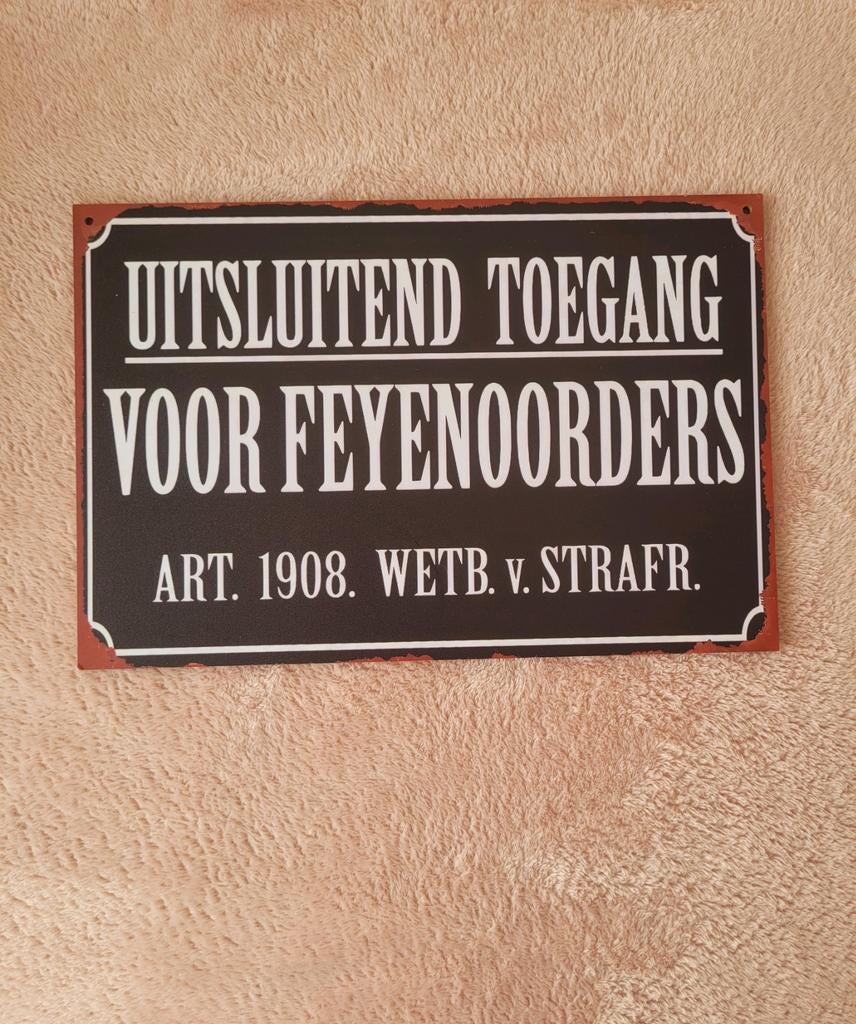 UITSLUITEND TOEGANG
VOOR FEYENOORDERS
ART. 1908. WETB. v. STRAFR.